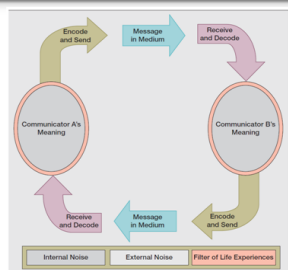 Encode
and Send
Message
in Medium
Receive
and Decode
Communicator A's
Meaning
Communicator B's
Meaning
Receive
and Decode
Message
in Medium
Encode
and Send
Internal Noise
External Noise
Filter of Life Experiences